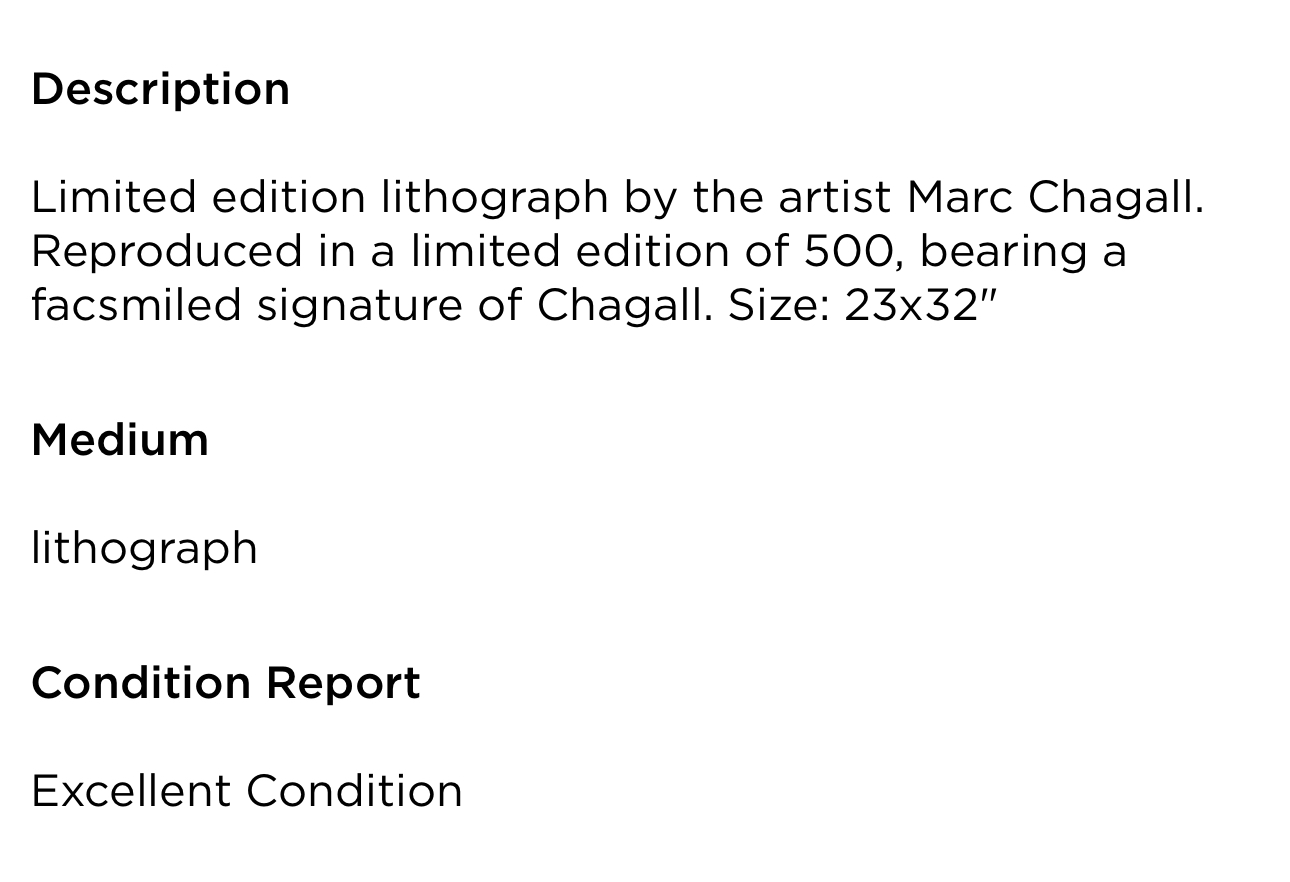 Description
Limited edition lithograph by the artist Marc Chagall.
Reproduced in a limited edition of 500, bearing a
facsmiled signature of Chagall. Size: 23x32"
Medium
lithograph
Condition Report
Excellent Condition